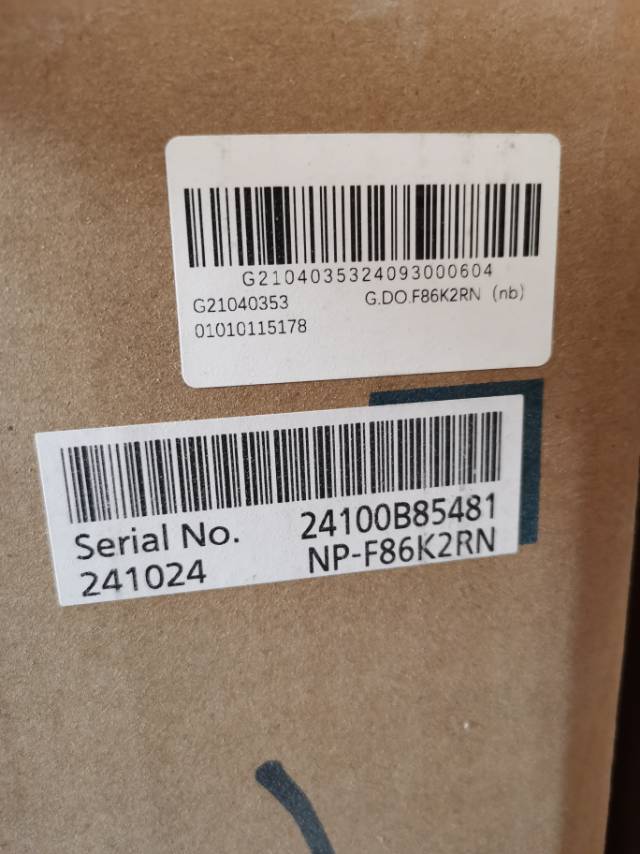 G2104035324093000604
G21040353 G.DO.F86K2RN (nb)
01010115178
Serial No. 24100B85481
241024 NP-F86K2RN